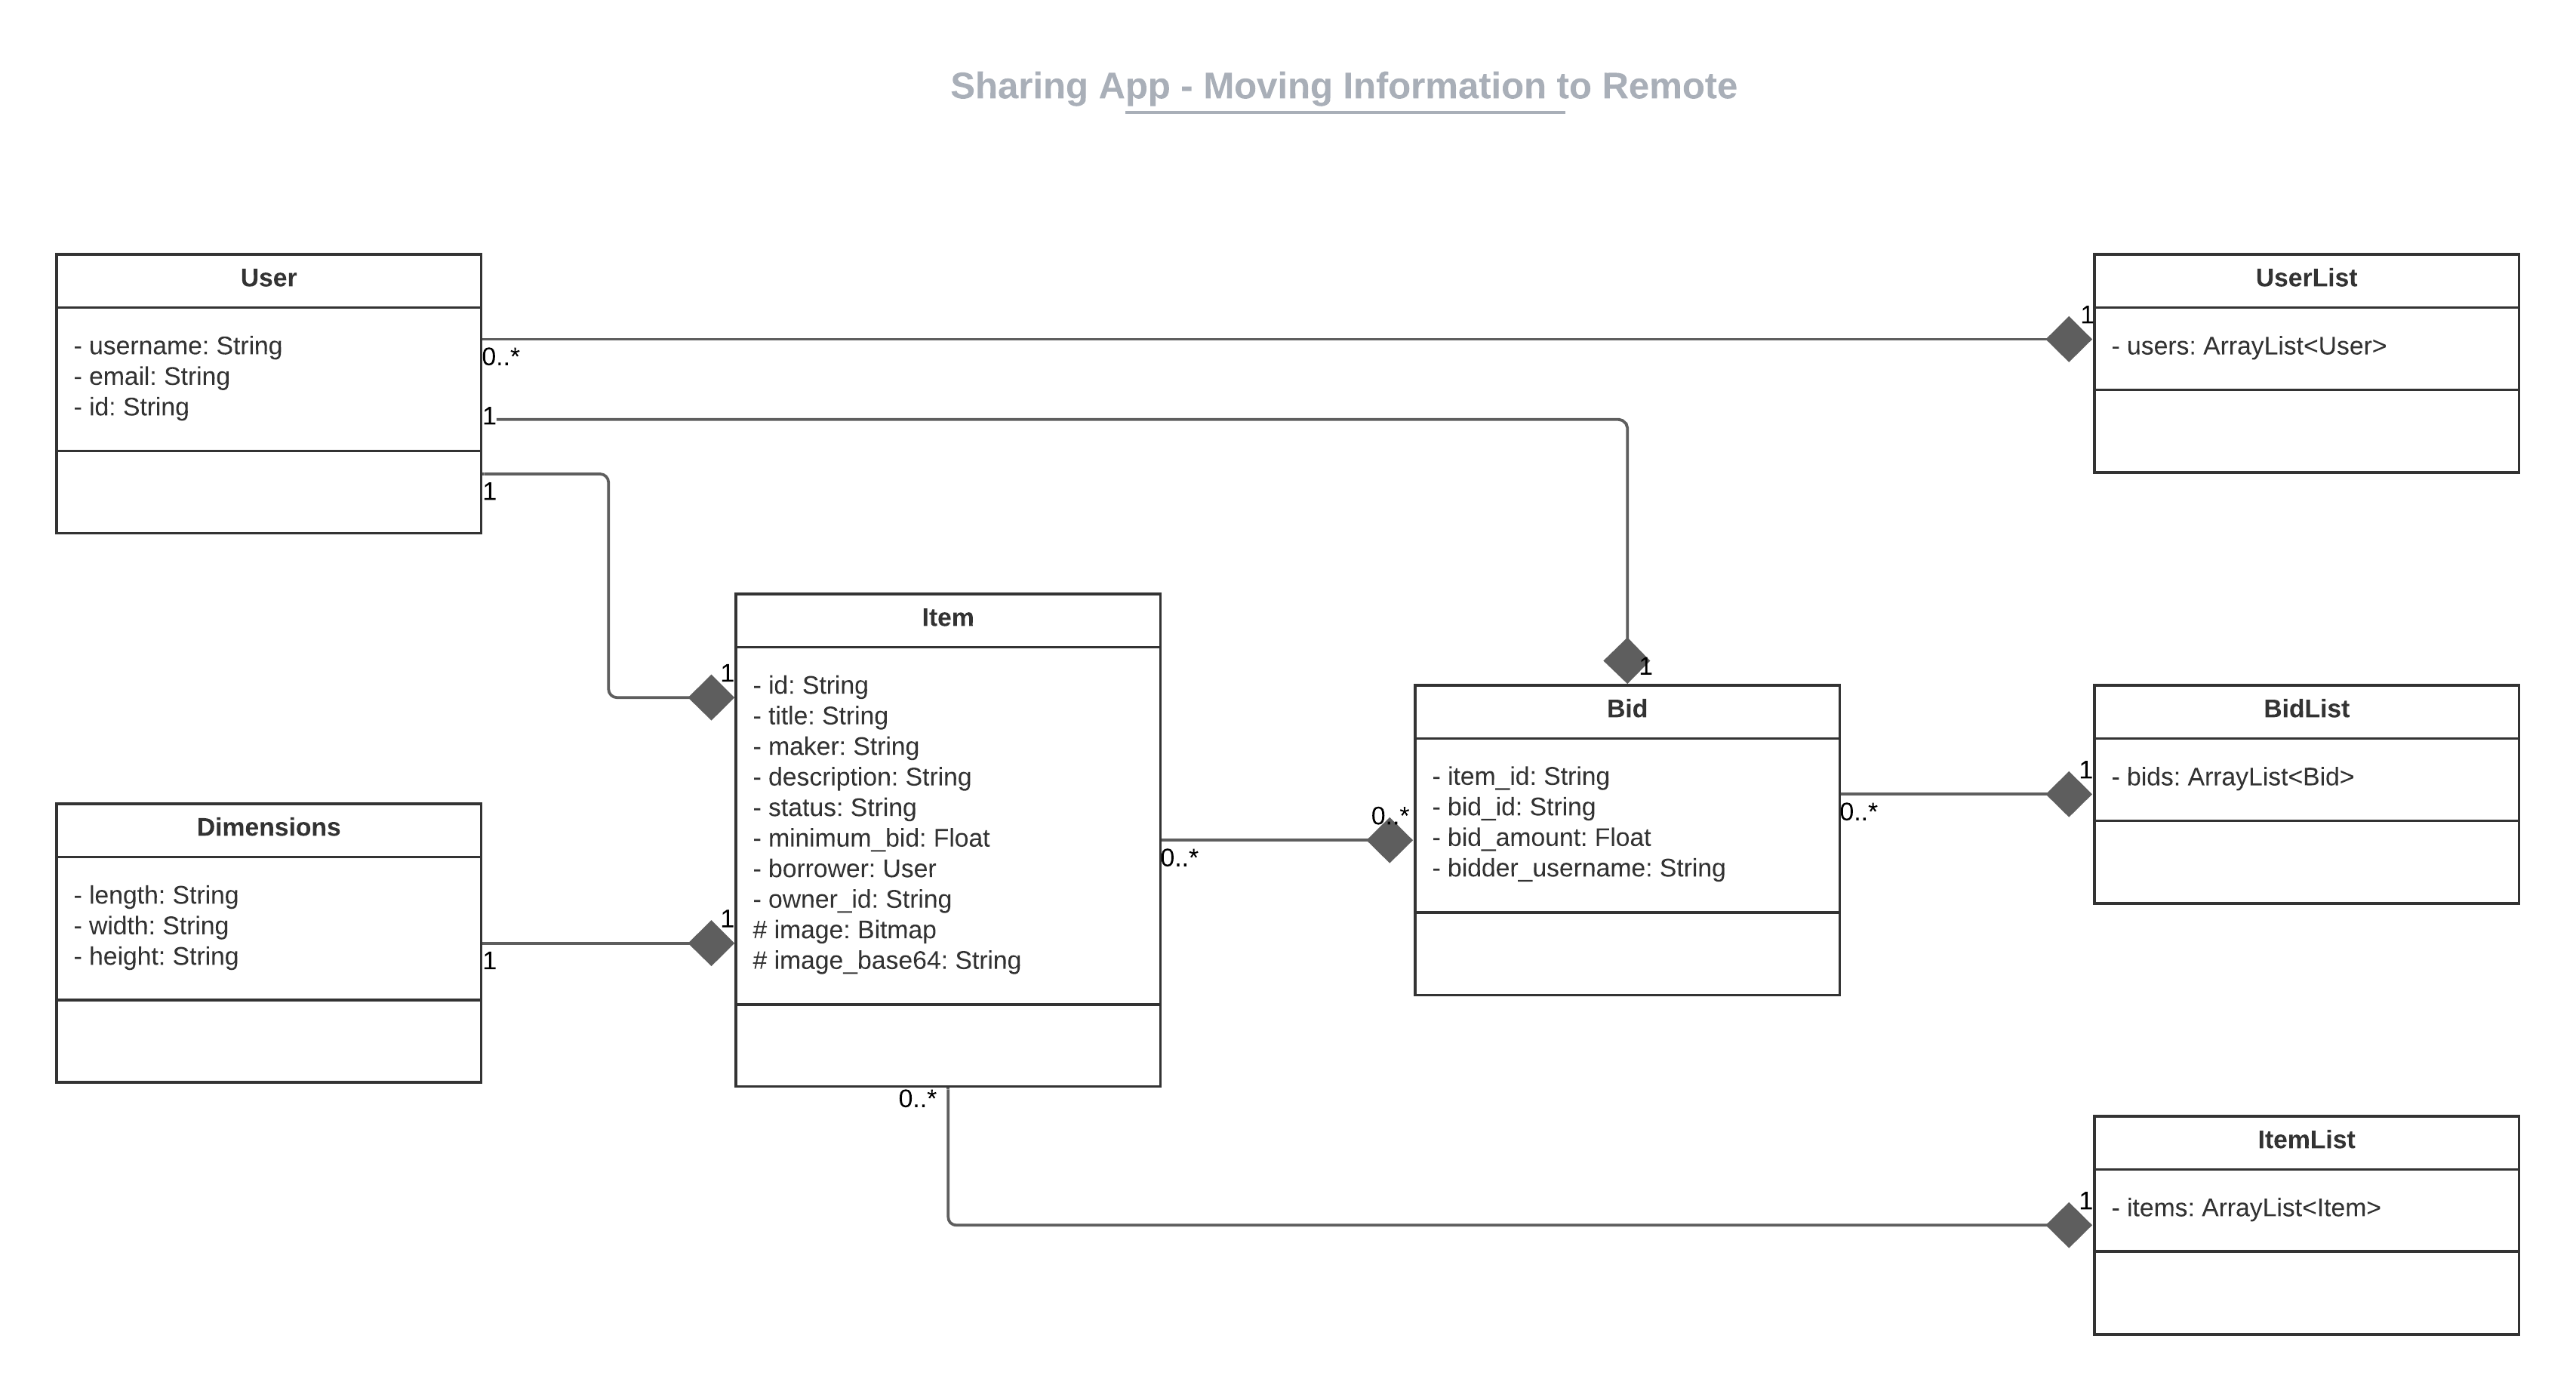 Sharing App - Moving Information to Remote
User
- username: String
- email: String
- id: String
0..*
1
1
UserList
1
- users: ArrayList<User>
Item
1
- id: String
- title: String
- maker: String
- description: String
- status: String
- minimum_bid: Float
- borrower: User
- owner_id: String
# image: Bitmap
# image_base64: String
1
0..*
0..*
Dimensions
- length: String
- width: String
- height: String
1
1
Bid
0..*
- item_id: String
- bid_id: String
- bid_amount: Float
- bidder_username: String
0..*
BidList
1
- bids: ArrayList<Bid>
ItemList
1
- items: ArrayList<Item>